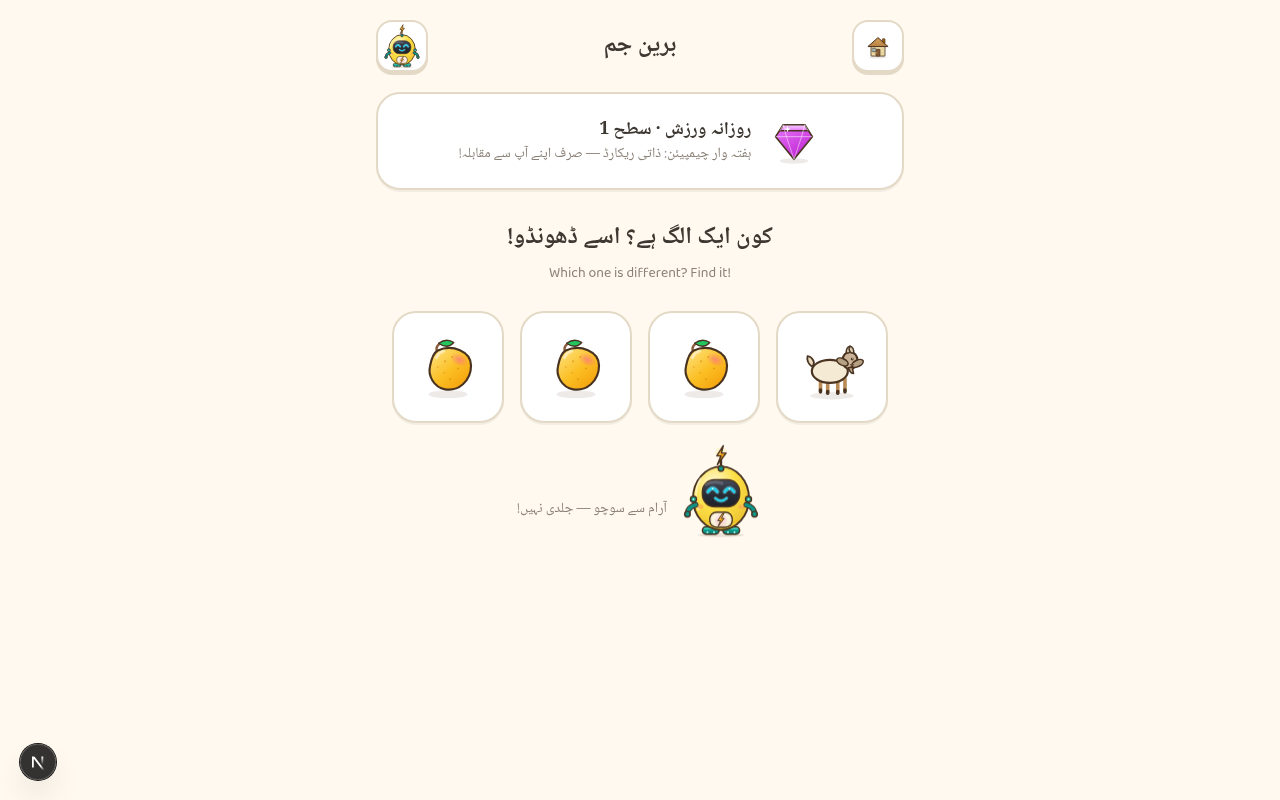 برین جم
روزانہ ورزش · سطح 1
ہفتہ وار چیمپیئن: ذاتی ریکارڈ — صرف اپنے آپ سے مقابلہ!
کون ایک الگ ہے؟ اسے ڈھونڈو!
Which one is different? Find it!
آرام سے سوچو — جلدی نہیں!
N